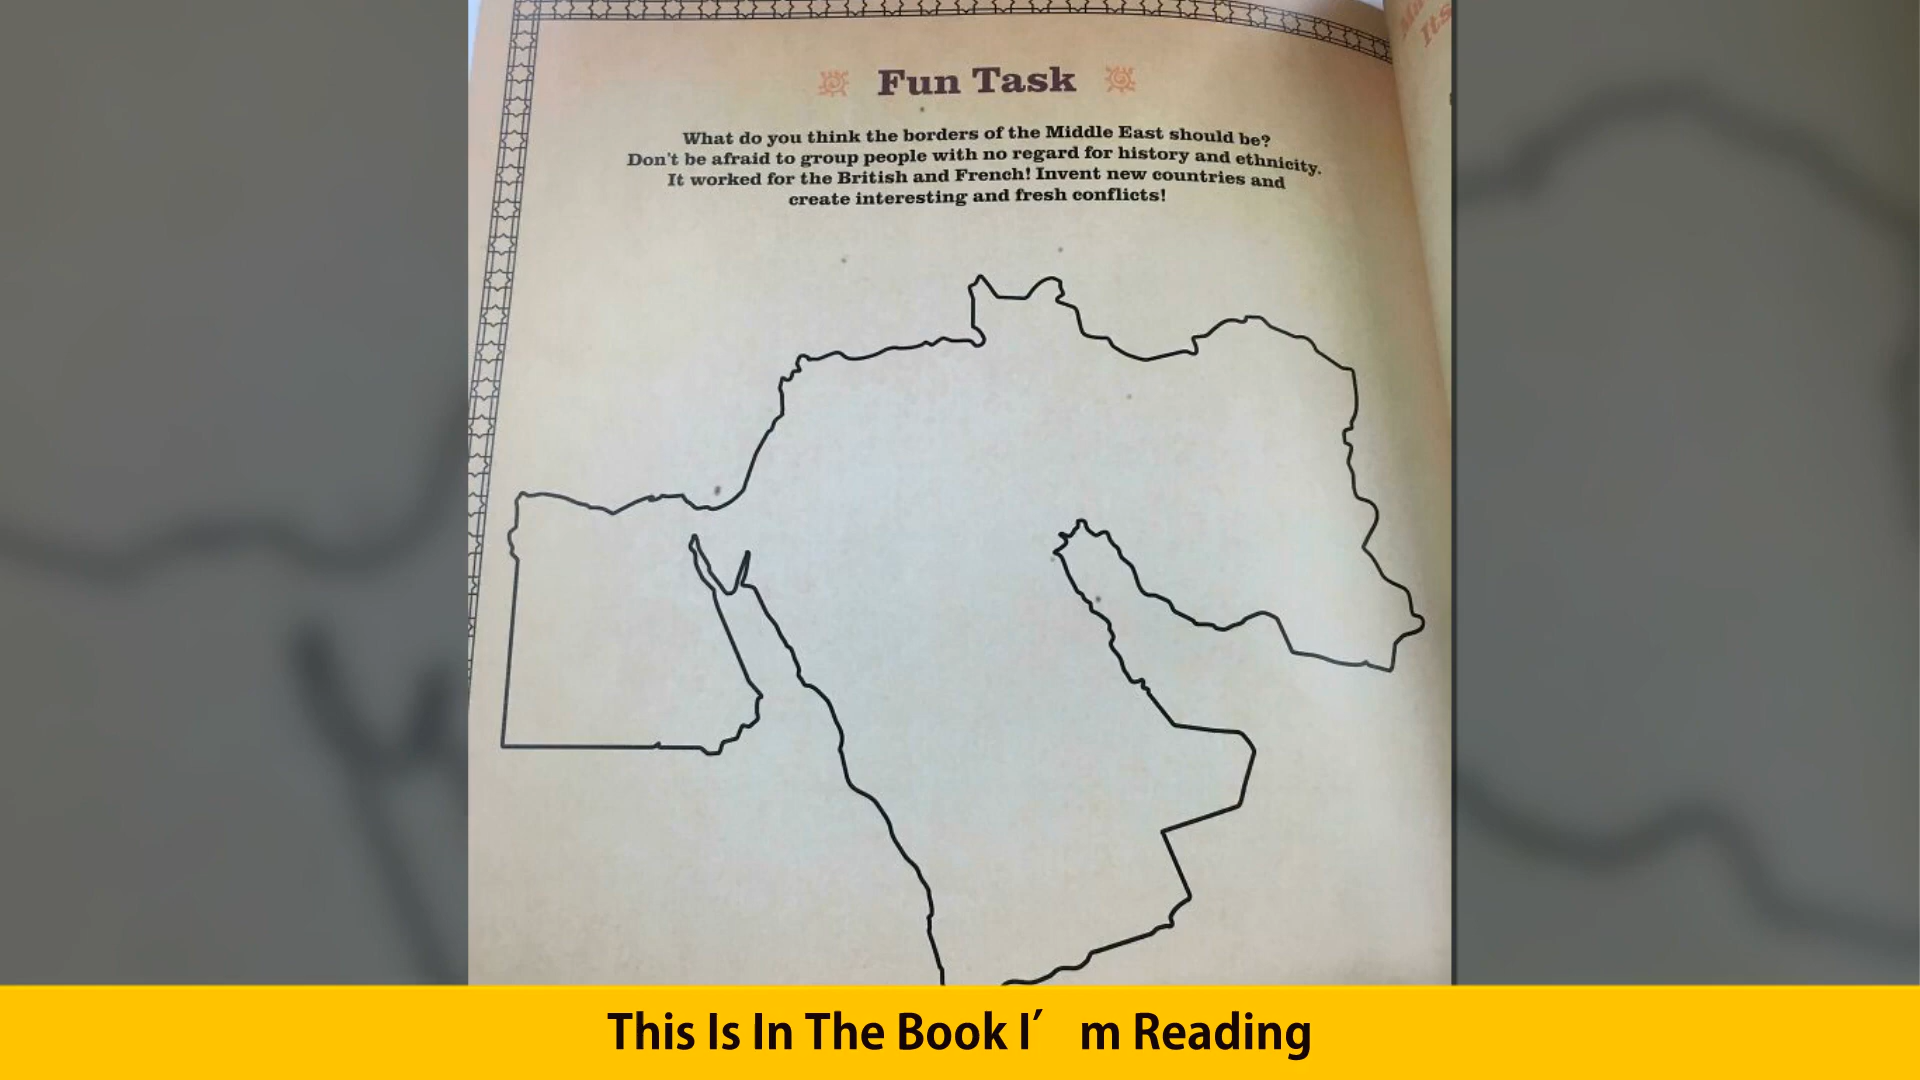 Fun Task
What do you think the borders of the Middle East should be?
Don't be afraid to group people with no regard for history and ethnicity.
It worked for the British and French! Invent new countries and
create interesting and fresh conflicts!
This Is In The Book I′ m Reading